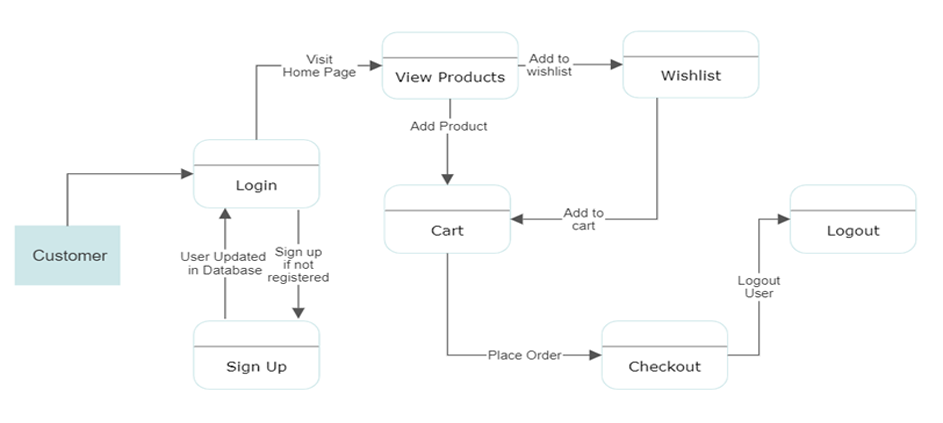 Visit
Home Page
View Products
Add to
wishlist
Wishlist
Add Product
Login
Customer
User Updated
in Database
Sign up
if not
registered
Sign Up
Cart
Add to
cart
Logout
Logout
User
Place Order
Checkout